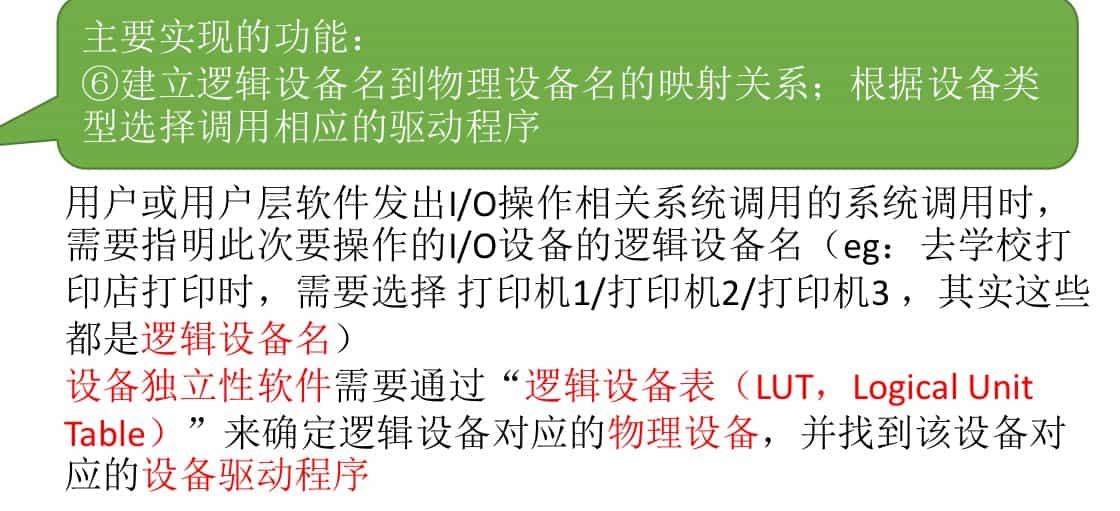 主要实现的功能：
⑥建立逻辑设备名到物理设备名的映射关系；根据设备类
型选择调用相应的驱动程序
用户或用户层软件发出I/O操作相关系统调用的系统调用时，
需要指明此次要操作的I/O设备的逻辑设备名（eg：去学校打
印店打印时，需要选择 打印机1/打印机2/打印机3 ，其实这些
都是逻辑设备名）
设备独立性软件需要通过“逻辑设备表（LUT，Logical Unit
Table）”来确定逻辑设备对应的物理设备，并找到该设备对
应的设备驱动程序